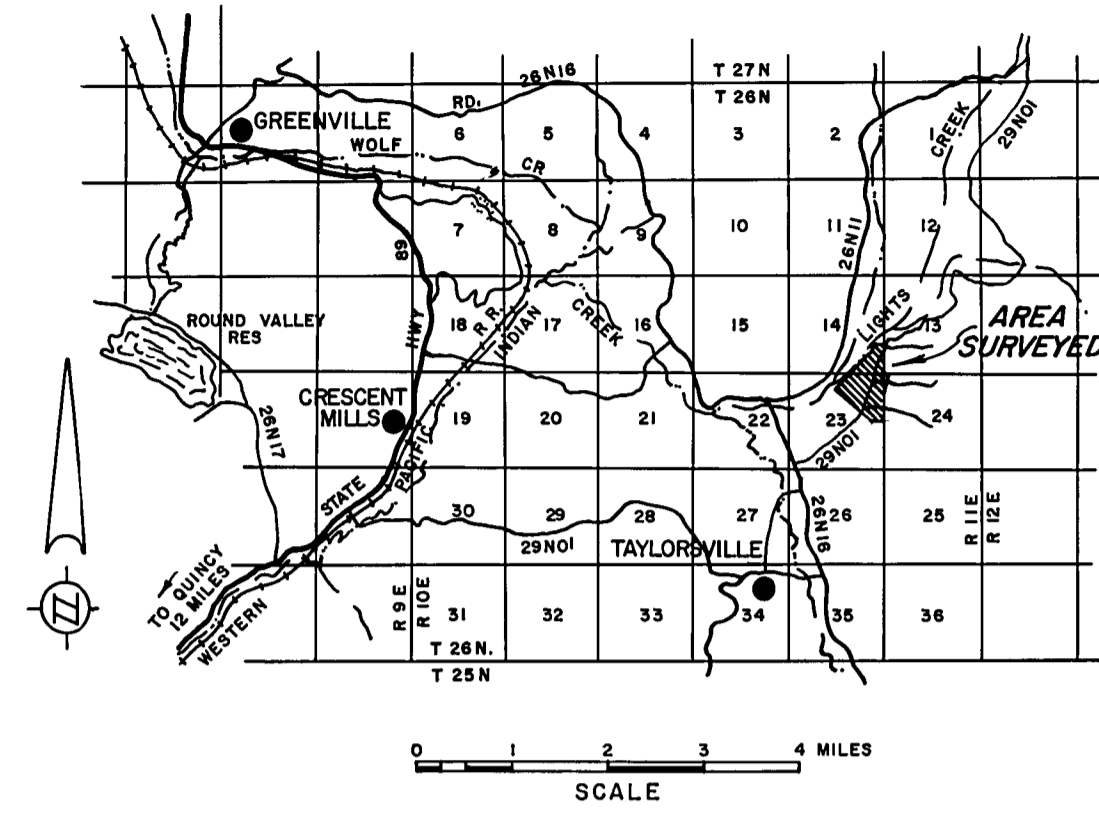 26N16
T 27N
T 26N
RD.
GREENVILLE
WOLF
CR
6
5
4
3
2
1
CREEK
29N01
89
7
8
9
10
11
12
26N11
ROUND VALLEY
RES
HWY
18
R.R.
INDIAN
17
CREEK
16
15
14
LIGHTS
13
AREA
SURVEYED
CRESCENT
MILLS
19
20
21
22
23
24
26N17
PACIFIC
29N01
STATE
30
29
28
27
26N16
26
25
R 11E
R 12E
29N01
TAYLORSVILLE
TO QUINCY
12 MILES
WESTERN
R 9E
R 10E
31
32
33
34
35
36
T 26N.
T 25N
N
0 1 2 3 4 MILES
SCALE